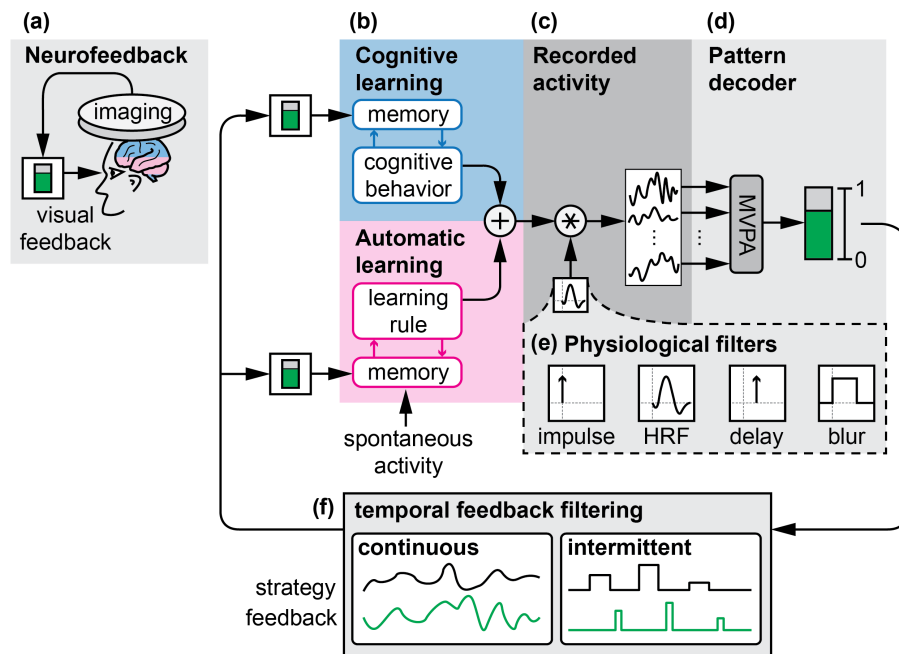 (a)
Neurofeedback
imaging
visual
feedback
(b)
Cognitive
learning
memory
cognitive
behavior
+
Automatic
learning
learning
rule
memory
spontaneous
activity
(c)
Recorded
activity
*
...
(d)
Pattern
decoder
...
MVPA
1
0
(e) Physiological filters
impulse HRF delay blur
(f) temporal feedback filtering
continuous intermittent
strategy
feedback